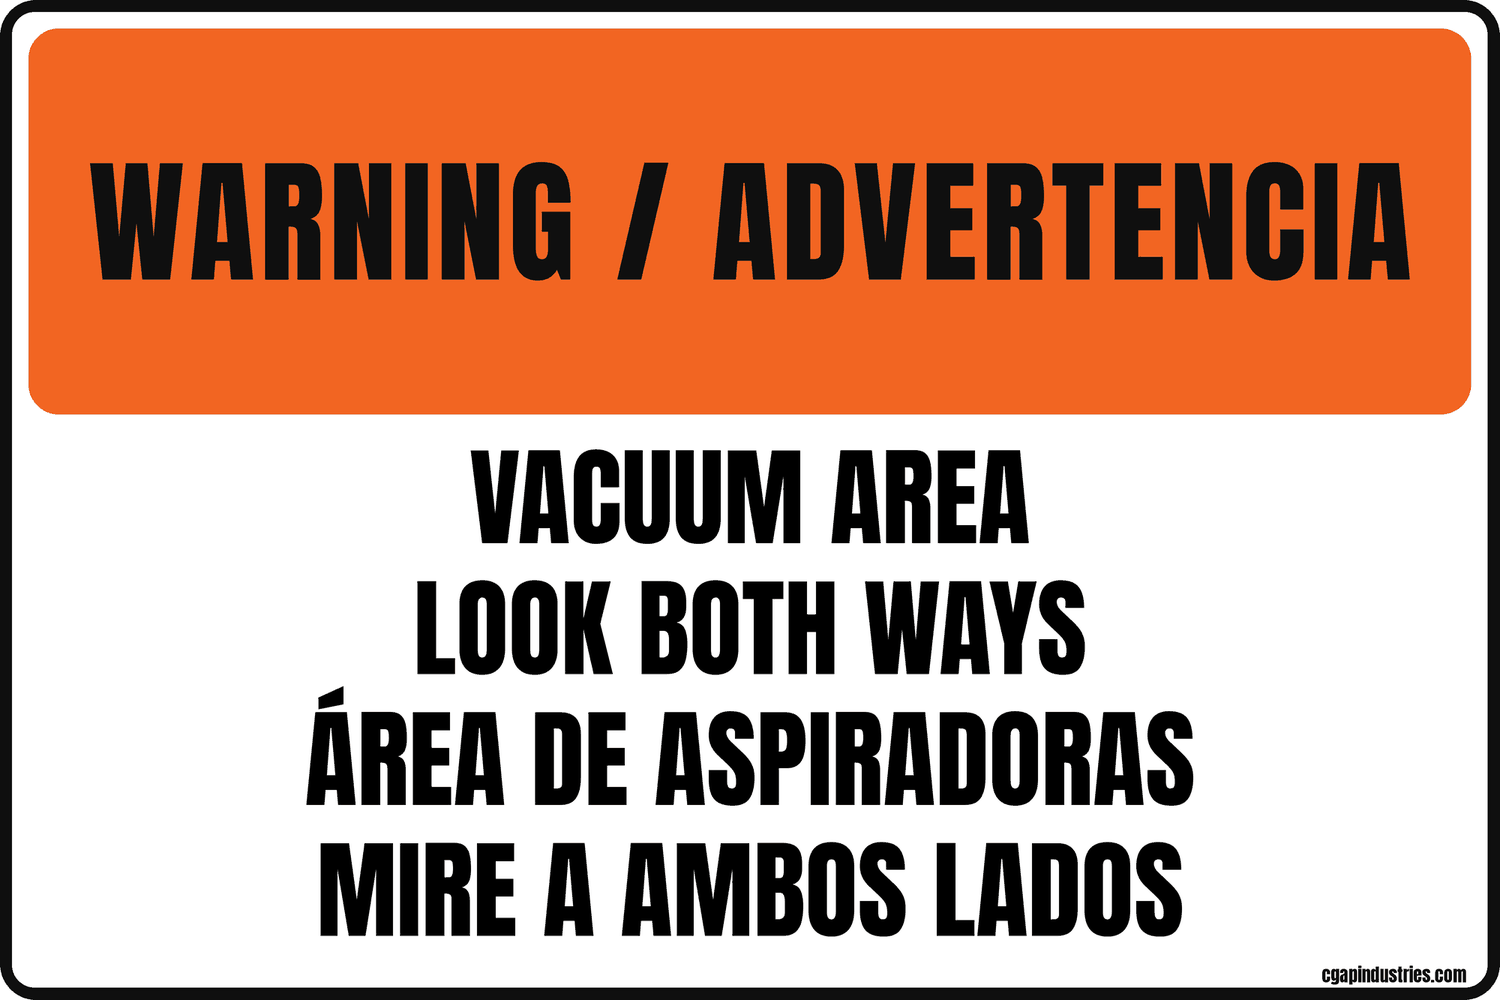 WARNING / ADVERTENCIA
VACUUM AREA
LOOK BOTH WAYS
ÁREA DE ASPIRADORAS
MIRE A AMBOS LADOS
cgapindustries.com